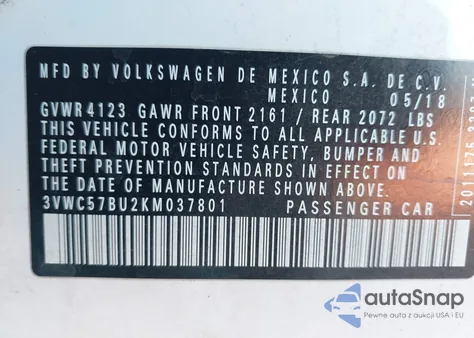 MFD BY VOLKSWAGEN DE MEXICO S.A. DE C.V.
MEXICO 05/18
GVWR 4123 GAWR FRONT 2161 / REAR 2072 LBS
THIS VEHICLE CONFORMS TO ALL APPLICABLE U.S.
FEDERAL MOTOR VEHICLE SAFETY, BUMPER AND
THEFT PREVENTION STANDARDS IN EFFECT ON
THE DATE OF MANUFACTURE SHOWN ABOVE.
3VWC57BU2KM037801 PASSENGER CAR
autoSnap
Pewne auta z aukcji USA i EU